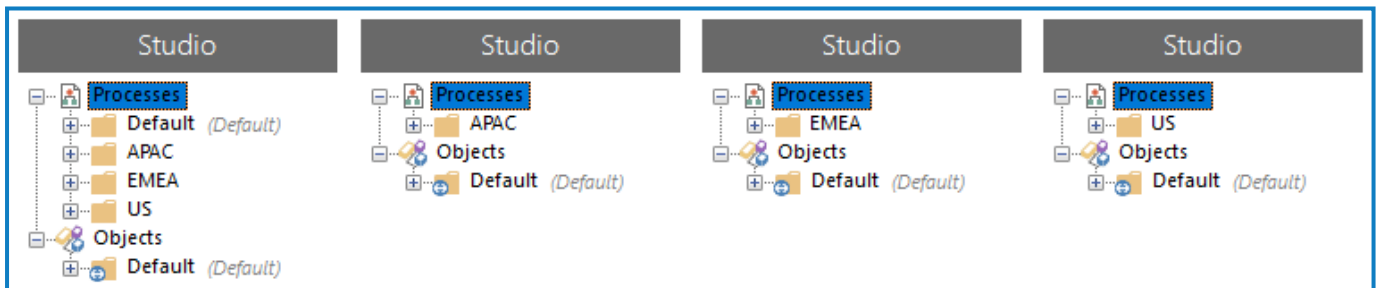 Studio
Processes
Default (Default)
APAC
EMEA
US
Objects
Default (Default)
Studio
Processes
APAC
Objects
Default (Default)
Studio
Processes
EMEA
Objects
Default (Default)
Studio
Processes
US
Objects
Default (Default)